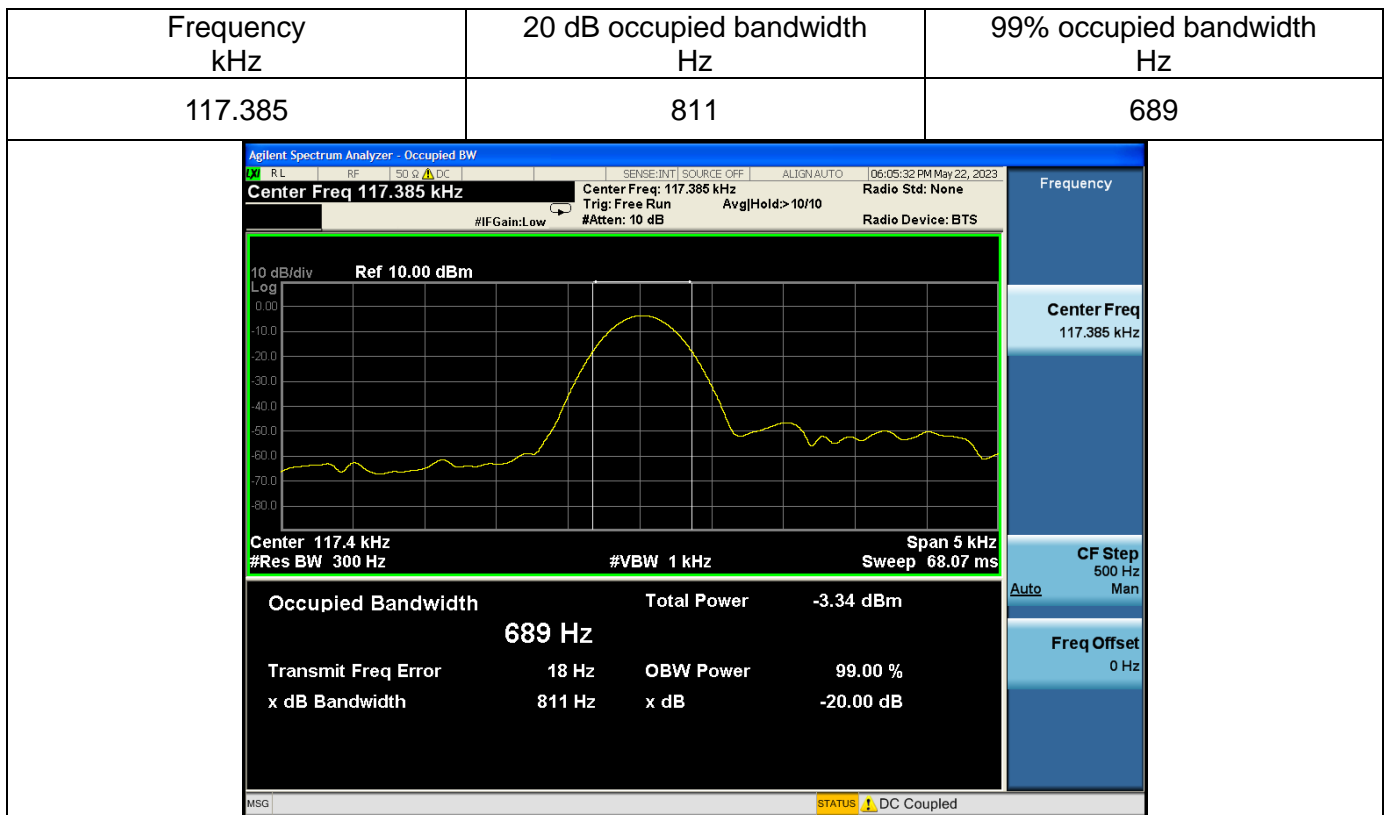 Frequency
kHz
20 dB occupied bandwidth
Hz
99% occupied bandwidth
Hz
117.385
811
689
Agilent Spectrum Analyzer - Occupied BW
LXI RL RF 50 Ω DC SENSE:INT SOURCE OFF ALIGN AUTO 06:05:32 PM May 22, 2023
Center Freq 117.385 kHz
Center Freq: 117.385 kHz
Radio Std: None
Trig: Free Run Avg|Hold:> 10/10
#IFGain:Low
#Atten: 10 dB
Radio Device: BTS
10 dB/div Ref 10.00 dBm
Log
0.00
-10.0
-20.0
-30.0
-40.0
-50.0
-60.0
-70.0
-80.0
Center 117.4 kHz Span 5 kHz
#Res BW 300 Hz #VBW 1 kHz Sweep 68.07 ms
Occupied Bandwidth Total Power -3.34 dBm
689 Hz
Transmit Freq Error 18 Hz OBW Power 99.00 %
x dB Bandwidth 811 Hz x dB -20.00 dB
MSG STATUS ! DC Coupled
Frequency
Center Freq
117.385 kHz
CF Step
500 Hz
Auto Man
Freq Offset
0 Hz